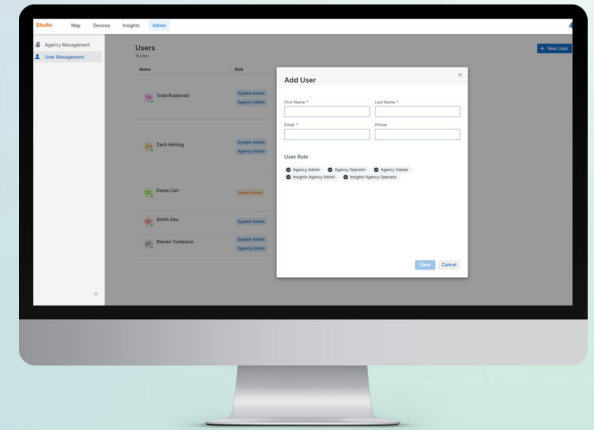 Studio Map Devices Insights Admin
Agency Management
User Management
Users
+ New User
Name Role
Todd Rudsinski System Admin
Agency Admin
Zach Horting System Admin
Agency Admin
Demo Carl
Smith Dev System Admin
Steven Torkelson System Admin
Agency Admin
Add User
First Name * Last Name *
Email * Phone
User Role
Agency Admin Agency Operator Agency Viewer
Insights Agency Admin Insights Agency Operator
Save Cancel